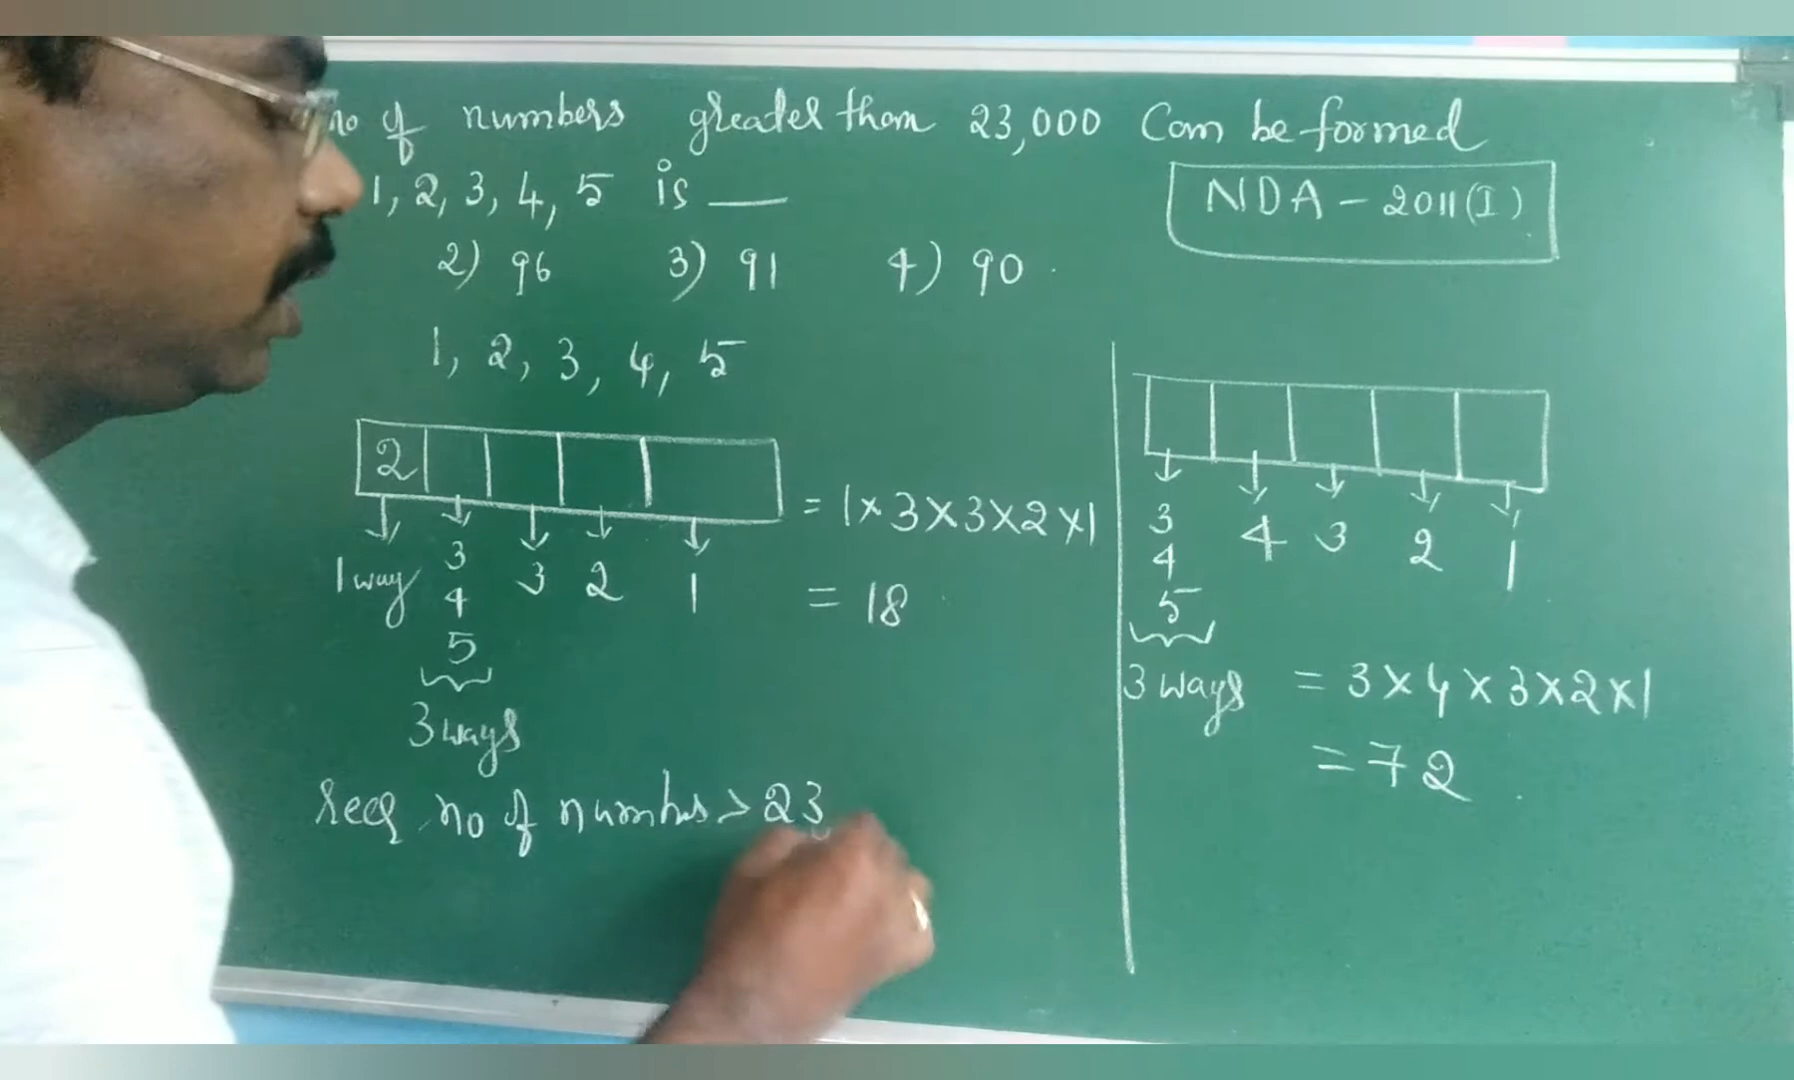 no of numbers greater than 23,000 Can be formed
1, 2, 3, 4, 5 is __
NDA - 2011 (I)
2) 96 3) 91 4) 90
1, 2, 3, 4, 5
2
= 1×3×3×2×1
1 way 3 4 5 3 2 1
= 18
3 ways
3 4 5 4 3 2 1
3 ways = 3×4×3×2×1
= 72
req no of numbers > 23